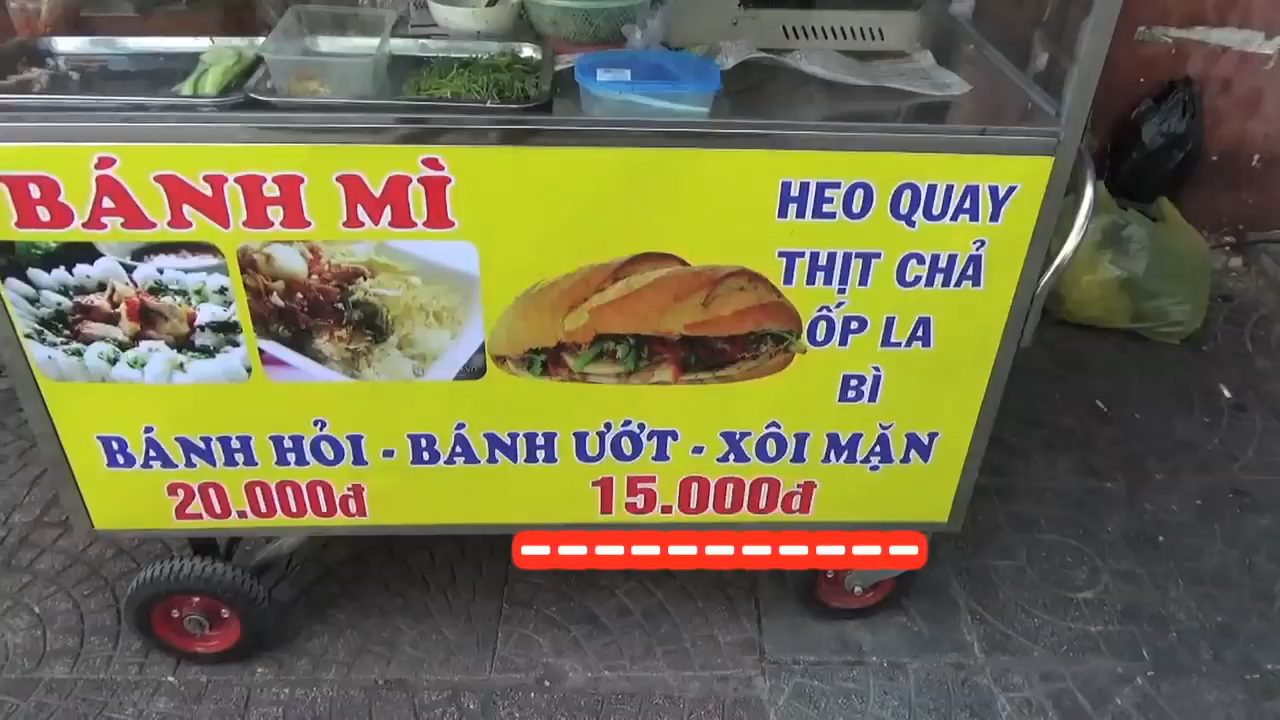 BÁNH MÌ
HEO QUAY
THỊT CHẢ
ỐP LA
BÌ
BÁNH HỎI - BÁNH ƯỚT - XÔI MẶN
20.000đ 15.000đ